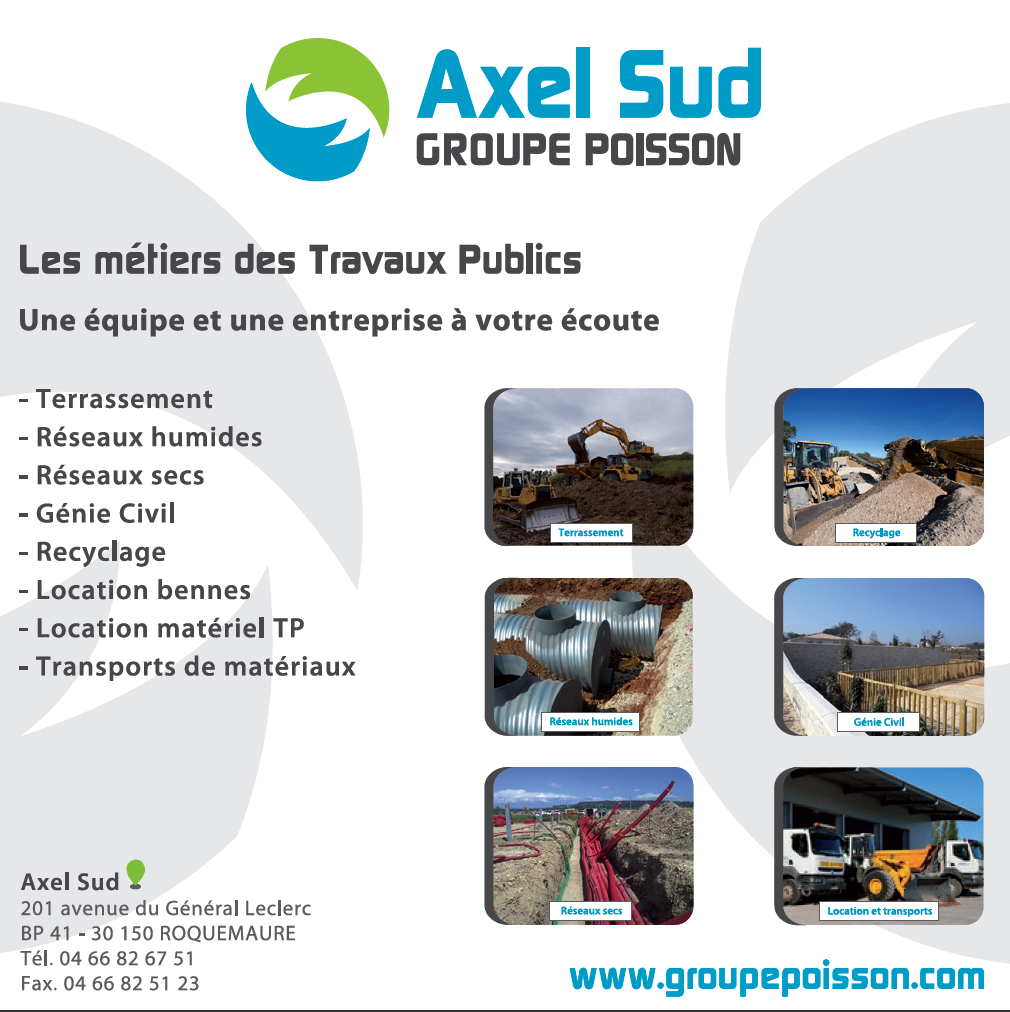 Axel Sud
GROUPE POISSON
Les métiers des Travaux Publics
Une équipe et une entreprise à votre écoute
- Terrassement
- Réseaux humides
- Réseaux secs
- Génie Civil
- Recyclage
- Location bennes
- Location matériel TP
- Transports de matériaux
Terrassement
Recyclage
Réseaux humides
Génie Civil
Réseaux secs
Location et transports
Axel Sud
201 avenue du Général Leclerc
BP 41 - 30 150 ROQUEMAURE
Tél. 04 66 82 67 51
Fax. 04 66 82 51 23
www.groupepoisson.com